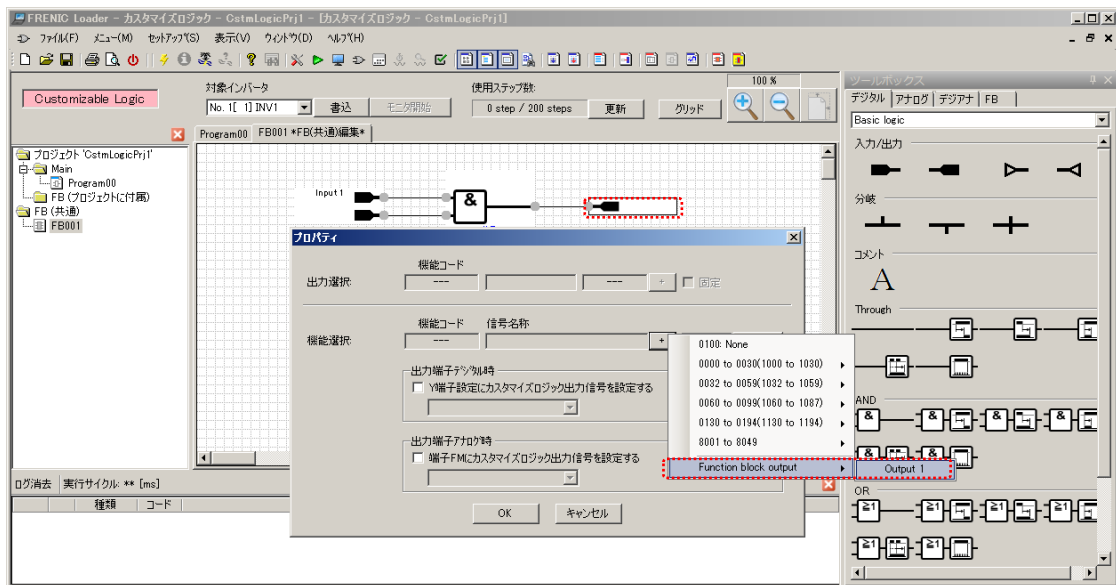 FRENIC Loader - カスタマイズロジック - CstmLogicPrj1 - [カスタマイズロジック - CstmLogicPrj1]
ファイル(F) メニュー(M) セットアップ(S) 表示(V) ウィンドウ(D) ヘルプ(H)
Customizable Logic
対象インバータ
No. 1[ 1] INV1
書込
モニタ開始
使用ステップ数:
0 step / 200 steps
更新
グリッド
100 %
プロジェクト 'CstmLogicPrj1'
Main
Program00
FB (プロジェクトに付属)
FB (共通)
FB001
Program00 FB001 *FB(共通)編集*
Input 1
&
プロパティ
機能コード
出力選択:
---
---
+
固定
機能コード 信号名称
機能選択:
---
+
出力端子デジタル時
Y端子設定にカスタマイズロジック出力信号を設定する
出力端子アナログ時
端子FMにカスタマイズロジック出力信号を設定する
OK
キャンセル
0100: None
0000 to 0030(1000 to 1030)
0032 to 0059(1032 to 1059)
0060 to 0099(1060 to 1087)
0130 to 0194(1130 to 1194)
8001 to 8049
Function block output
Output 1
ツールボックス
デジタル アナログ デジアナ FB
Basic logic
入力/出力
分岐
コメント
A
Through
AND
& & & &
& &
OR
≧1 ≧1 ≧1 ≧1
≧1 ≧1
ログ消去 実行サイクル: ** [ms]
種類 コード